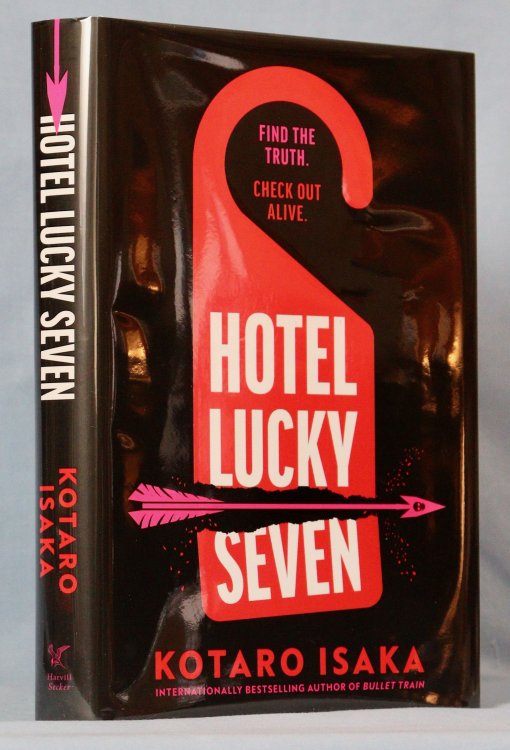 FIND THE
TRUTH.
CHECK OUT
ALIVE.
HOTEL
LUCKY
SEVEN
KOTARO ISAKA
INTERNATIONALLY BESTSELLING AUTHOR OF BULLET TRAIN
HOTEL LUCKY SEVEN
KOTARO
ISAKA
Harvill
Secker